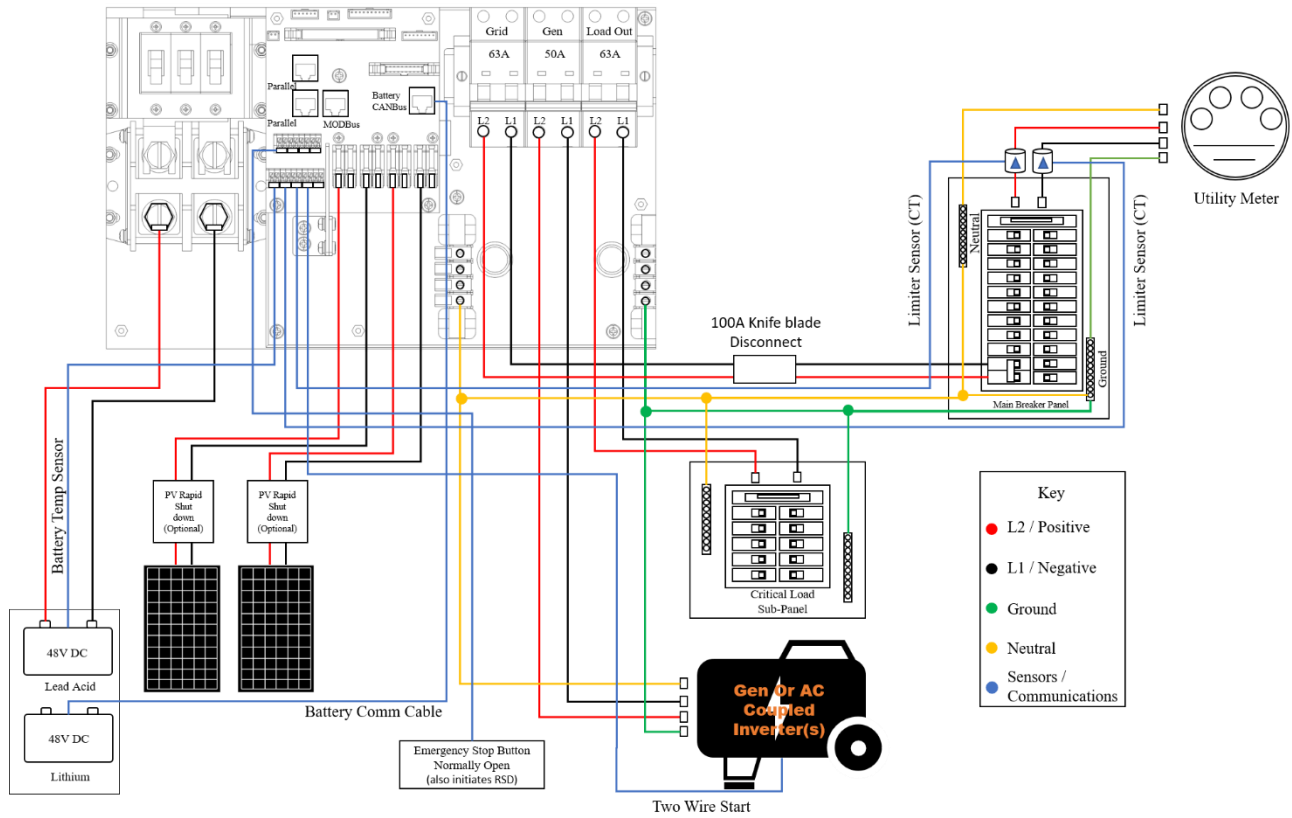 Grid Gen Load Out
63A 50A 63A
L2 L1 L2 L1 L2 L1
Parallel
Parallel
MODBus
Battery
CANBus
Utility Meter
Limiter Sensor (CT)
Limiter Sensor (CT)
Neutral
Ground
Main Breaker Panel
100A Knife blade
Disconnect
Battery Temp Sensor
PV Rapid
Shut
down
(Optional)
PV Rapid
Shut
down
(Optional)
Critical Load
Sub-Panel
Key
L2 / Positive
L1 / Negative
Ground
Neutral
Sensors /
Communications
48V DC
Lead Acid
48V DC
Lithium
Battery Comm Cable
Emergency Stop Button
Normally Open
(also initiates RSD)
Gen Or AC
Coupled
Inverter(s)
Two Wire Start